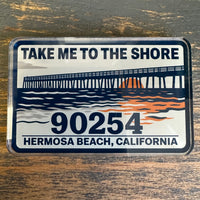 TAKE ME TO THE SHORE
90254
HERMOSA BEACH, CALIFORNIA